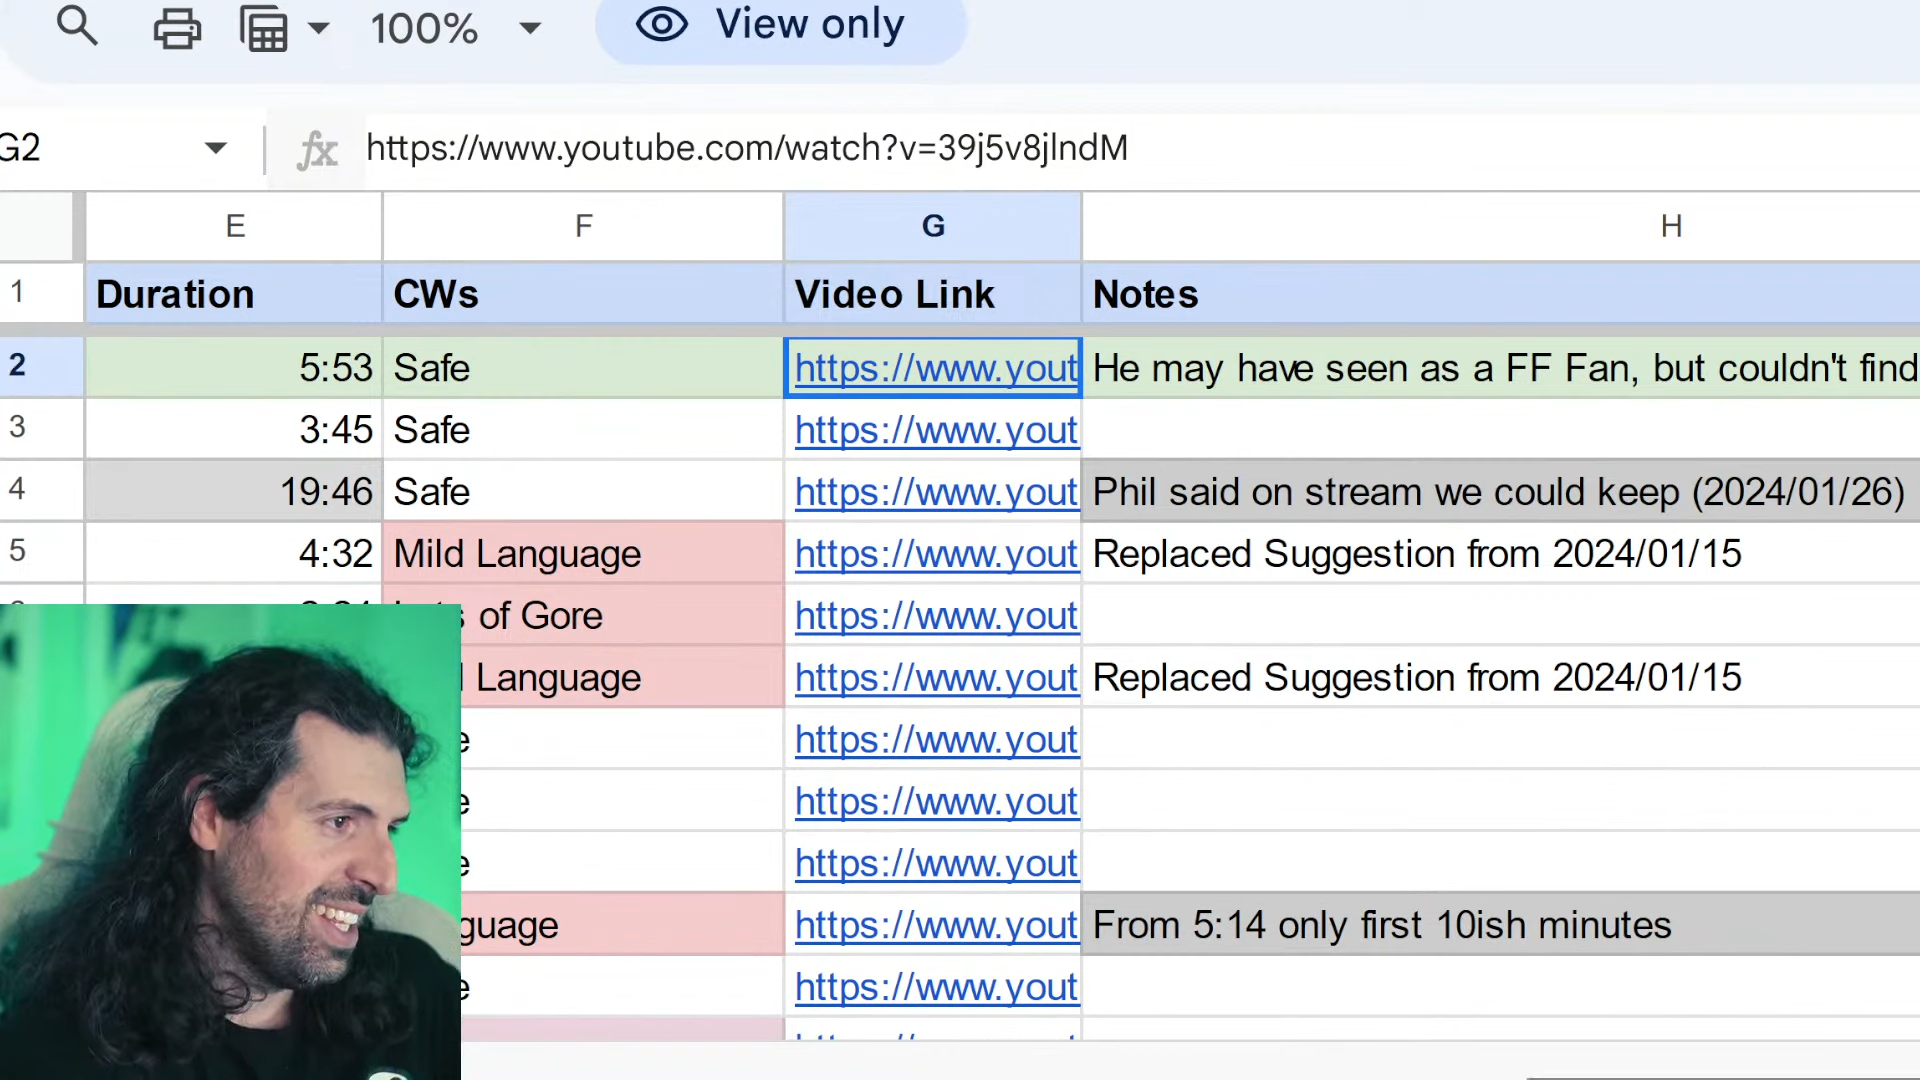 100% View only
G2 fx https://www.youtube.com/watch?v=39j5v8jlndM
E F G H
1 Duration CWs Video Link Notes
2 5:53 Safe https://www.yout He may have seen as a FF Fan, but couldn't find
3 3:45 Safe https://www.yout
4 19:46 Safe https://www.yout Phil said on stream we could keep (2024/01/26)
5 4:32 Mild Language https://www.yout Replaced Suggestion from 2024/01/15
of Gore https://www.yout
Language https://www.yout Replaced Suggestion from 2024/01/15
https://www.yout
https://www.yout
https://www.yout
guage https://www.yout From 5:14 only first 10ish minutes
https://www.yout